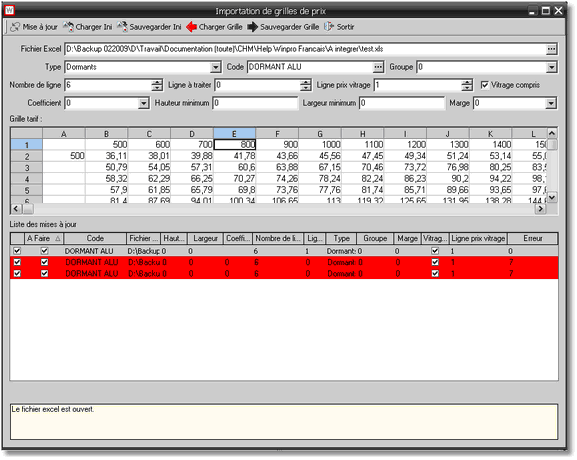 Importation de grilles de prix
Mise à jour Charger Ini Sauvegarder Ini Charger Grille Sauvegarder Grille Sortir
Fichier Excel D:\Backup 022009\D\Travail\Documentation (toute)\CHM\Help Winpro Francais\A integrer\test.xls
Type Dormants Code DORMANT ALU Groupe 0
Nombre de ligne 6 Ligne à traiter 0 Ligne prix vitrage 1 Vitrage compris
Coefficient 0 Hauteur minimum 0 Largeur minimum 0 Marge 0
Grille tarif :
A B C D E F G H I J K L
1 500 600 700 800 900 1000 1100 1200 1300 1400 150
2 500 36,11 38,01 39,88 41,78 43,66 45,56 47,45 49,34 51,24 53,14 55,0
3 50,79 54,05 57,31 60,6 63,88 67,15 70,46 73,72 76,98 80,25 83,5
4 58,32 62,29 66,25 70,27 74,26 78,24 82,24 86,23 90,2 94,22 98,
5 57,9 61,85 65,79 69,8 73,76 77,76 81,74 85,71 89,66 93,65 97,6
6 81,4 87,69 94,01 100,34 106,65 113 119,32 125,65 131,95 138,28 144,6
Liste des mises à jour
A Faire Code Fichier ... Haut... Largeur Coeffi... Nombre de li... Lig... Type Groupe Marge Vitrag... Ligne prix vitrage Erreur
DORMANT ALU D:\Backup 0 0 6 1 Dormant: 0 0 1 0
DORMANT ALU D:\Backu 0 0 0 6 0 Dormant: 0 0 1 7
DORMANT ALU D:\Backu 0 0 0 6 0 Dormant: 0 0 1 7
Le fichier excel est ouvert.